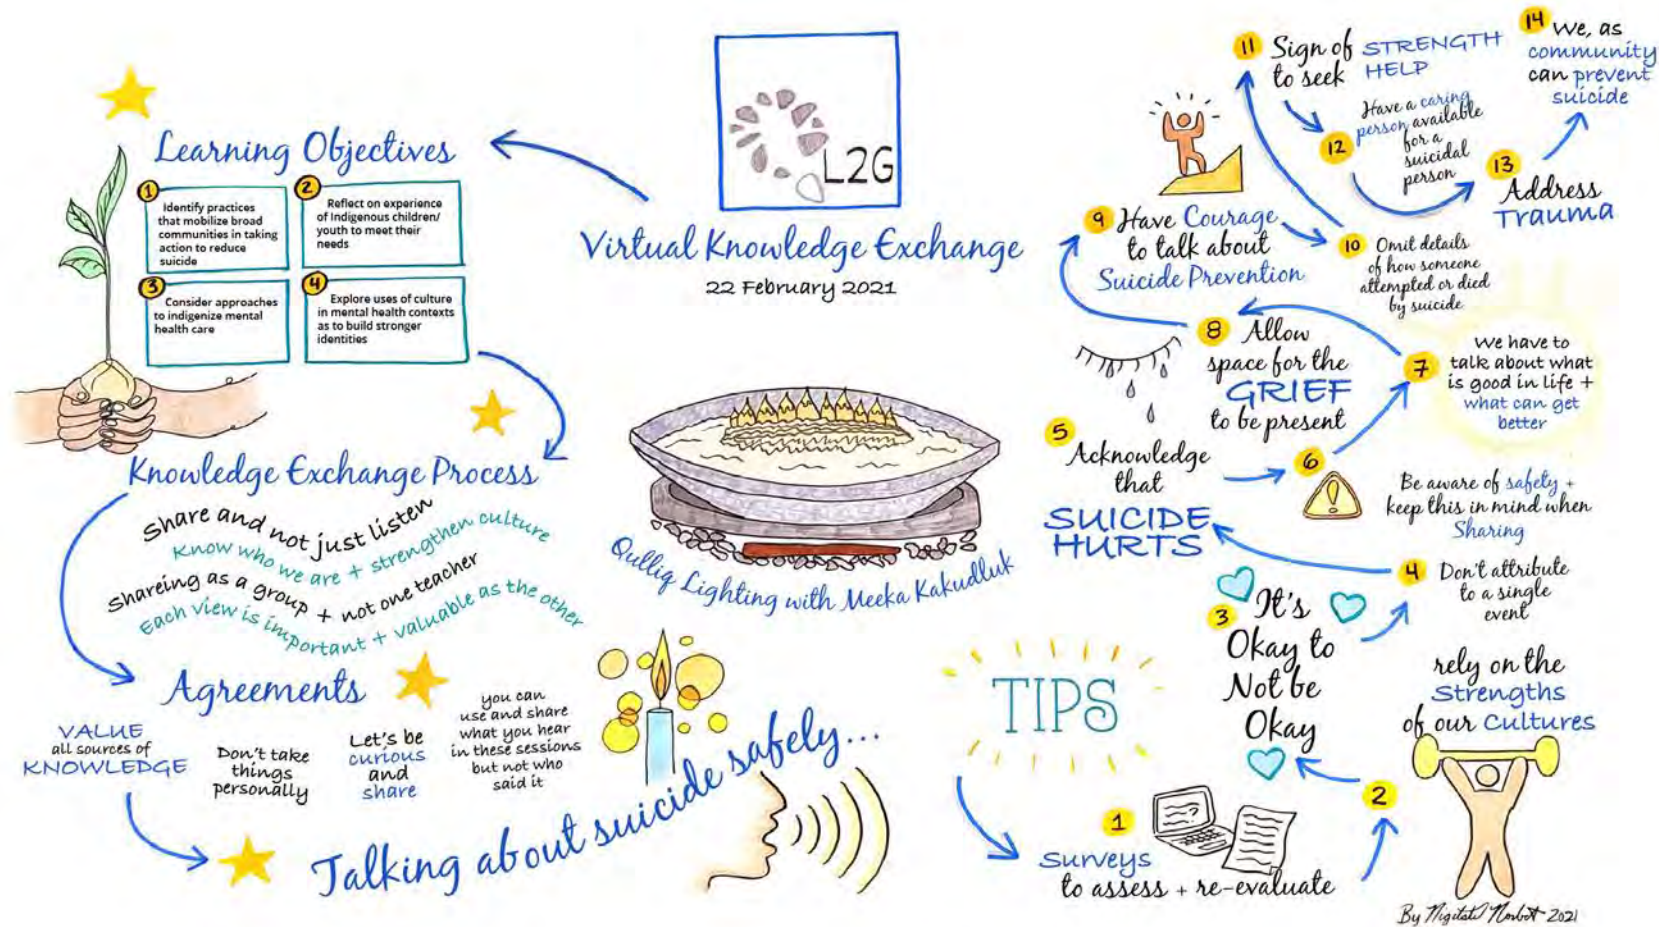 L2G
Virtual Knowledge Exchange
22 February 2021
Learning Objectives
1
Identify practices
that mobilize broad
communities in taking
action to reduce
suicide
2
Reflect on experience
of Indigenous children/
youth to meet their
needs
3
Consider approaches
to indigenize mental
health care
4
Explore uses of culture
in mental health contexts
as to build stronger
identities
Knowledge Exchange Process
Share and not just listen
Know who we are + strengthen culture
Shareing as a group + not one teacher
Each view is important + valuable as the other
Agreements
VALUE
all sources of
KNOWLEDGE
Don't take
things
personally
Let's be
curious
and
share
you can
use and share
what you hear
in these sessions
but not who
said it
Qulliq Lighting with Meeka Kakudluk
Talking about suicide safely...
TIPS
1
Surveys
to assess + re-evaluate
2
rely on the
Strengths
of our Cultures
3
It's
Okay to
Not be
Okay
4
Don't attribute
to a single
event
5
Acknowledge
that
SUICIDE
HURTS
6
Be aware of safety +
keep this in mind when
Sharing
7
We have to
talk about what
is good in life +
what can get
better
8
Allow
space for the
GRIEF
to be present
9
Have Courage
to talk about
Suicide Prevention
10
Omit details
of how someone
attempted or died
by suicide
11
Sign of STRENGTH
to seek HELP
12
Have a caring
person available
for a
suicidal
person
13
Address
Trauma
14
We, as
community
can prevent
suicide
By 2021